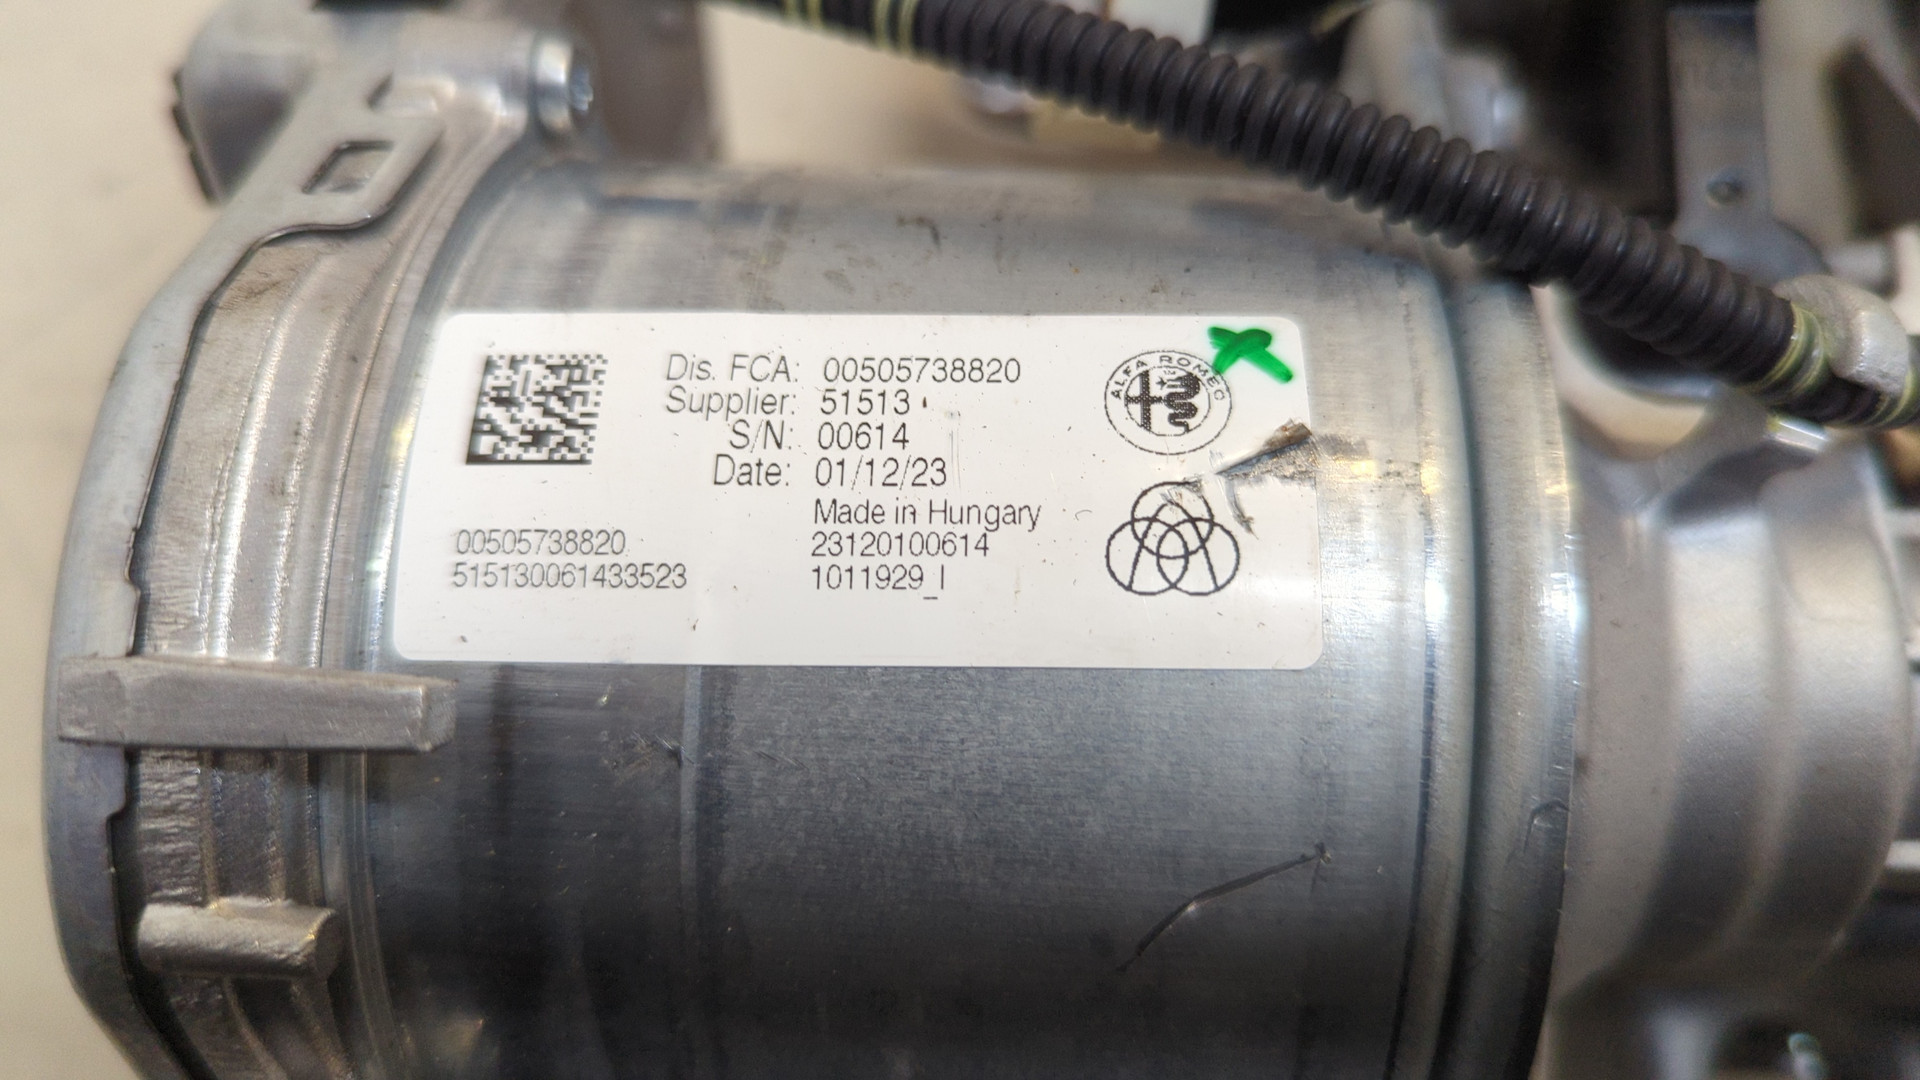 Dis. FCA: 00505738820
Supplier: 51513
S/N: 00614
Date: 01/12/23
Made in Hungary
23120100614
1011929_I
00505738820
515130061433523
ALFA ROMEO